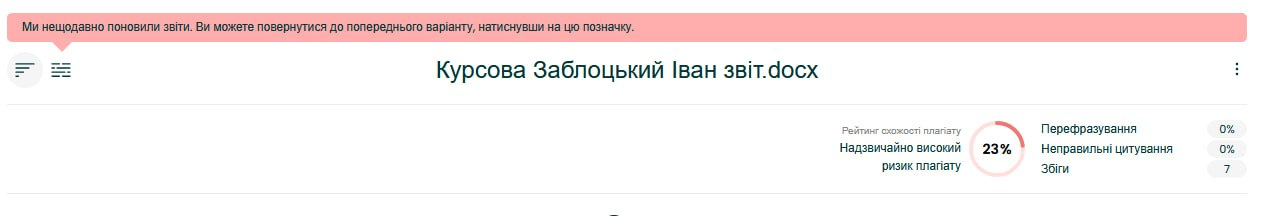 Ми нещодавно поновили звіти. Ви можете повернутися до попереднього варіанту, натиснувши на цю позначку.
Курсова Заблоцький Іван звіт.docx
Рейтинг схожості плагіату
Надзвичайно високий
ризик плагіату
23%
Перефразування 0%
Неправильні цитування 0%
Збіги 7